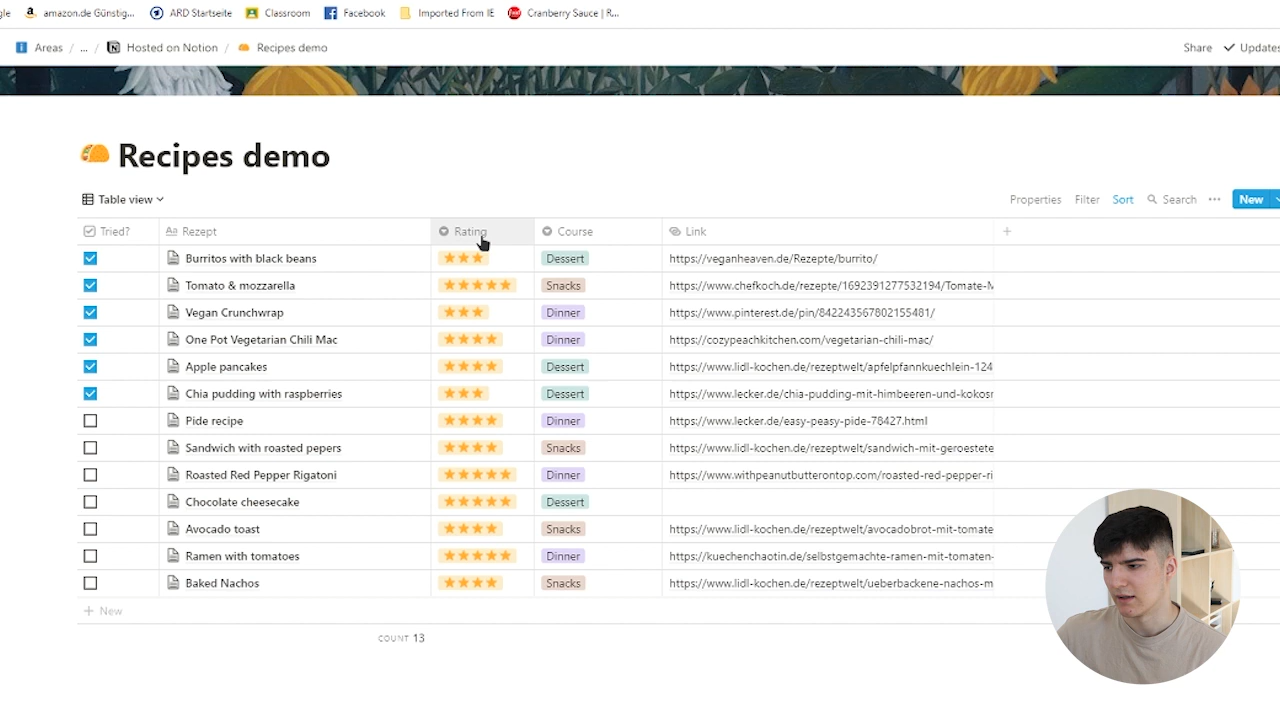 gle amazon.de Günstig... ARD Startseite Classroom Facebook Imported From IE Cranberry Sauce | R...
Areas / ... / Hosted on Notion / Recipes demo Share Updates
Recipes demo
Table view Properties Filter Sort Search ... New
Tried? Aa Rezept Rating Course Link +
Burritos with black beans Dessert https://veganheaven.de/Rezepte/burrito/
Tomato & mozzarella Snacks https://www.chefkoch.de/rezepte/1692391277532194/Tomate-M
Vegan Crunchwrap Dinner https://www.pinterest.de/pin/842243567802155481/
One Pot Vegetarian Chili Mac Dinner https://cozypeachkitchen.com/vegetarian-chili-mac/
Apple pancakes Dessert https://www.lidl-kochen.de/rezeptwelt/apfelpfannkuechlein-124
Chia pudding with raspberries Dessert https://www.lecker.de/chia-pudding-mit-himbeeren-und-kokosr
Pide recipe Dinner https://www.lecker.de/easy-peasy-pide-78427.html
Sandwich with roasted pepers Snacks https://www.lidl-kochen.de/rezeptwelt/sandwich-mit-geroestete
Roasted Red Pepper Rigatoni Dinner https://www.withpeanutbutterontop.com/roasted-red-pepper-ri
Chocolate cheesecake Dessert
Avocado toast Snacks https://www.lidl-kochen.de/rezeptwelt/avocadobrot-mit-tomate
Ramen with tomatoes Dinner https://kuechenchaotin.de/selbstgemachte-ramen-mit-tomaten-
Baked Nachos Snacks https://www.lidl-kochen.de/rezeptwelt/ueberbackene-nachos-m
+ New
COUNT 13